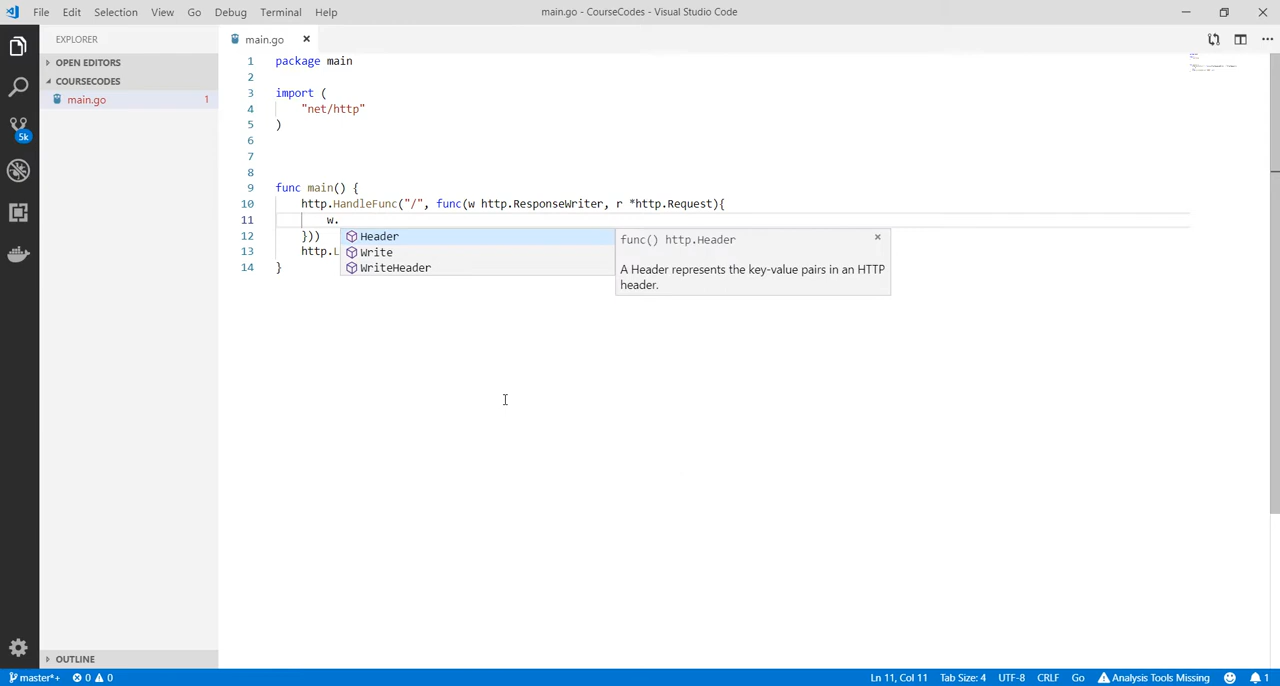 File Edit Selection View Go Debug Terminal Help
main.go - CourseCodes - Visual Studio Code
EXPLORER
OPEN EDITORS
COURSECODES
main.go 1
5k
OUTLINE
main.go
1 package main
2
3 import (
4 "net/http"
5 )
6
7
8
9 func main() {
10 http.HandleFunc("/", func(w http.ResponseWriter, r *http.Request){
11 w.
12 }))
13 http.L
14 }
Header
Write
WriteHeader
func() http.Header
A Header represents the key-value pairs in an HTTP
header.
master*+ 0 0 Ln 11, Col 11 Tab Size: 4 UTF-8 CRLF Go Analysis Tools Missing 1